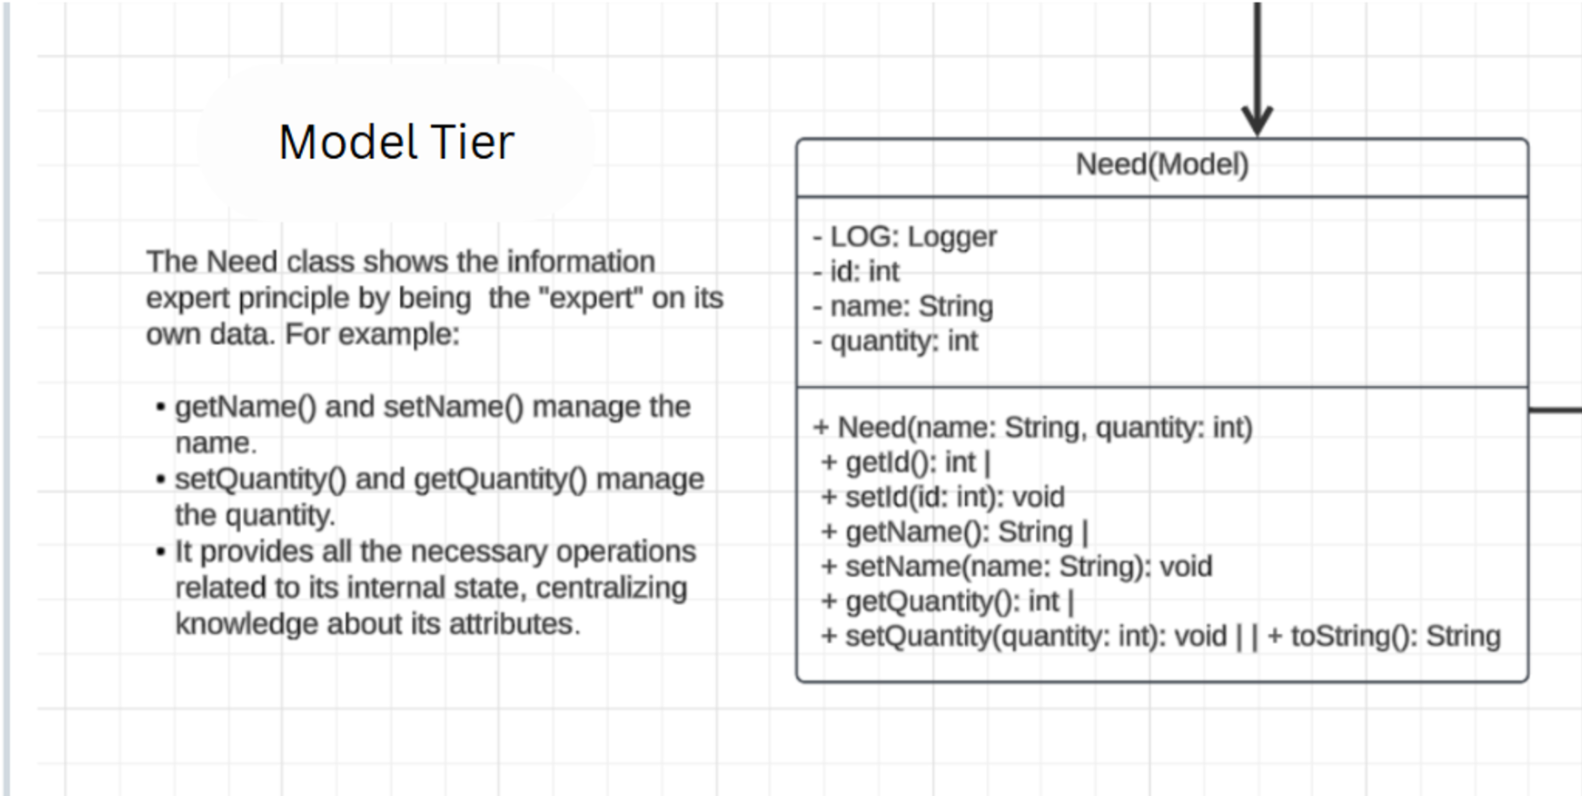 Model Tier
The Need class shows the information
expert principle by being  the "expert" on its
own data. For example:
• getName() and setName() manage the
name.
• setQuantity() and getQuantity() manage
the quantity.
• It provides all the necessary operations
related to its internal state, centralizing
knowledge about its attributes.
Need(Model)
- LOG: Logger
- id: int
- name: String
- quantity: int
+ Need(name: String, quantity: int)
+ getId(): int |
+ setId(id: int): void
+ getName(): String |
+ setName(name: String): void
+ getQuantity(): int |
+ setQuantity(quantity: int): void | | + toString(): String